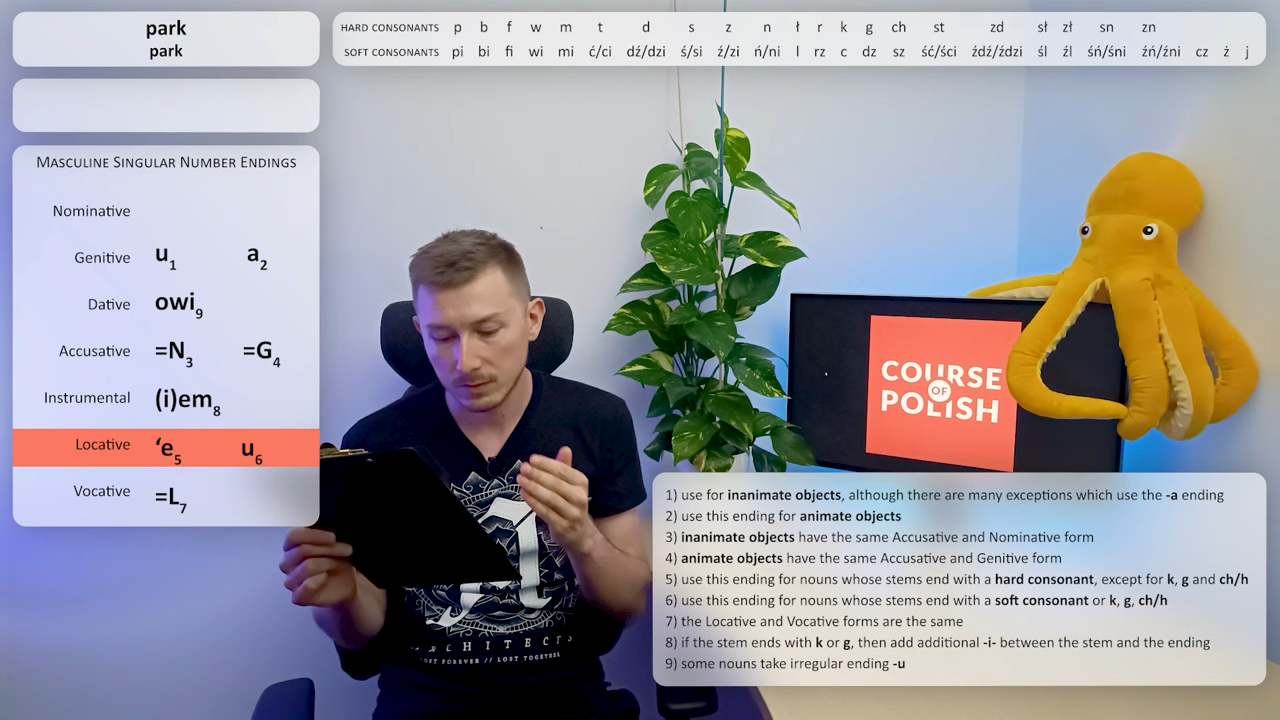 park
park
HARD CONSONANTS p b f w m t d s z n ł r k g ch st zd sł zł sn zn
SOFT CONSONANTS pi bi fi wi mi ć/ci dź/dzi ś/si ź/zi ń/ni l rz c dz sz ść/ści źdź/ździ śl źl śń/śni źń/źni cz ż j
MASCULINE SINGULAR NUMBER ENDINGS
Nominative
Genitive u1 a2
Dative owi9
Accusative =N3 =G4
Instrumental (i)em8
Locative ‘e5 u6
Vocative =L7
COURSE
OF
POLISH
ARCHITECTS
LOST FOREVER // LOST TOGETHER
1) use for inanimate objects, although there are many exceptions which use the -a ending
2) use this ending for animate objects
3) inanimate objects have the same Accusative and Nominative form
4) animate objects have the same Accusative and Genitive form
5) use this ending for nouns whose stems end with a hard consonant, except for k, g and ch/h
6) use this ending for nouns whose stems end with a soft consonant or k, g, ch/h
7) the Locative and Vocative forms are the same
8) if the stem ends with k or g, then add additional -i- between the stem and the ending
9) some nouns take irregular ending -u